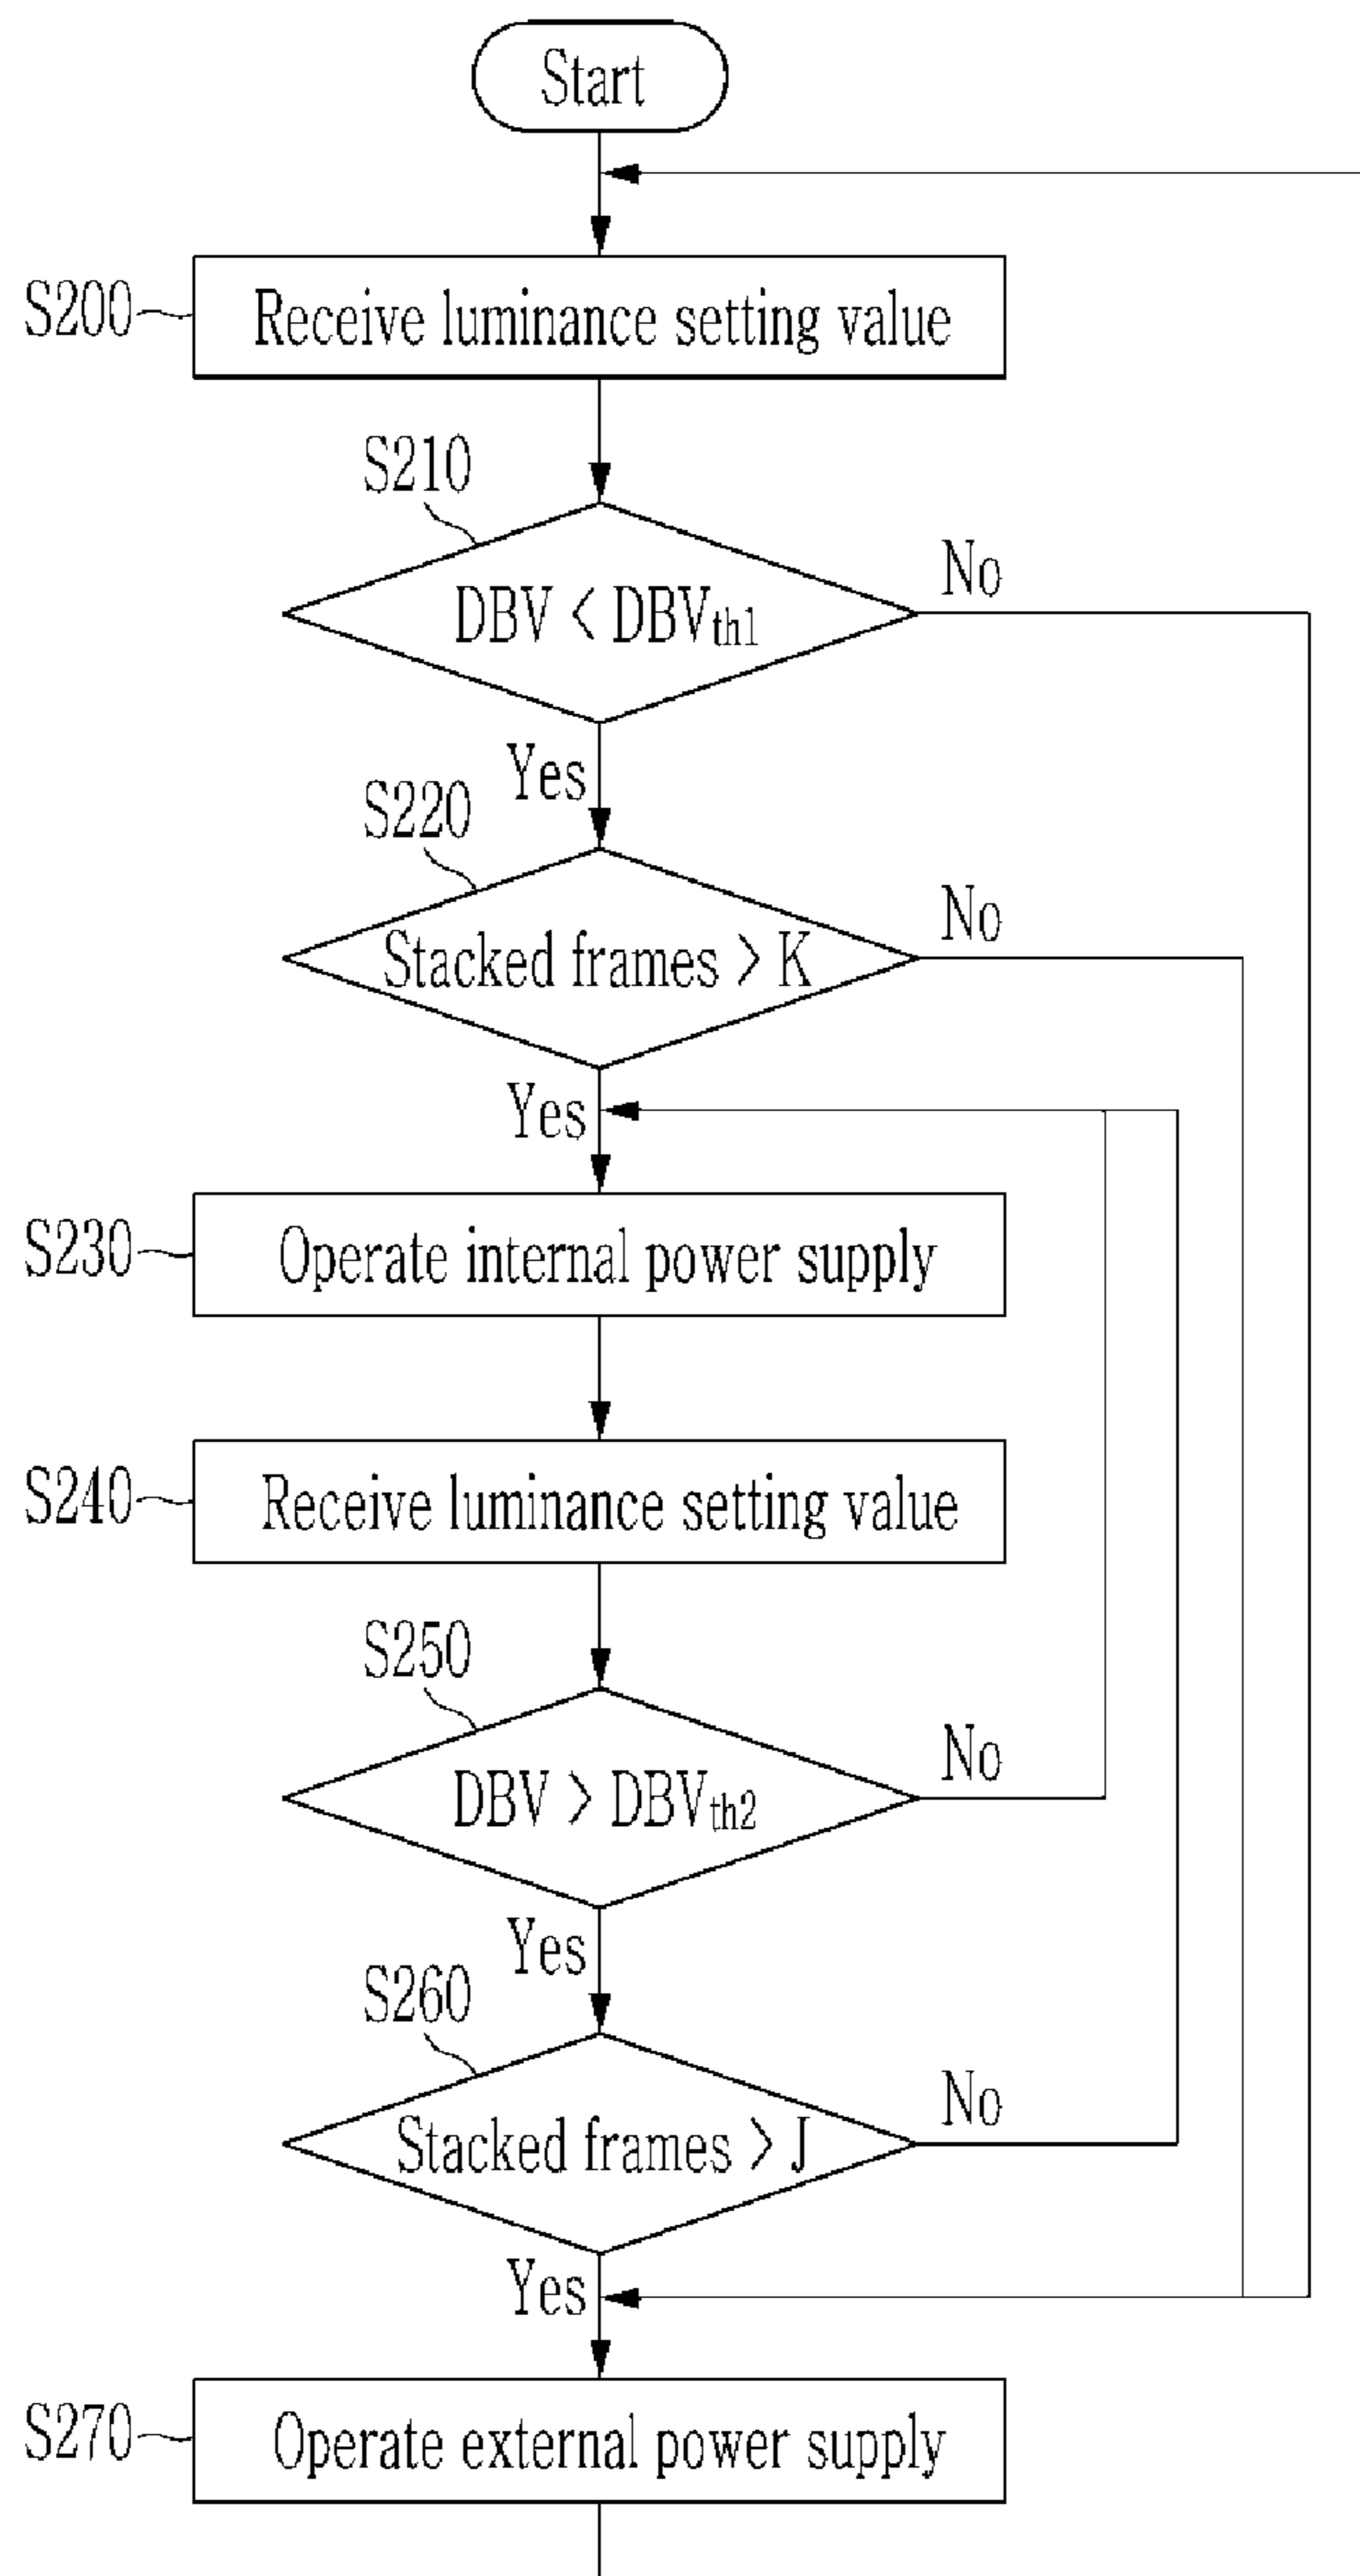 Start
S200
Receive luminance setting value
S210
No
DBV < DBVth1
Yes
S220
No
Stacked frames > K
Yes
S230
Operate internal power supply
S240
Receive luminance setting value
S250
No
DBV > DBVth2
Yes
S260
No
Stacked frames > J
Yes
S270
Operate external power supply